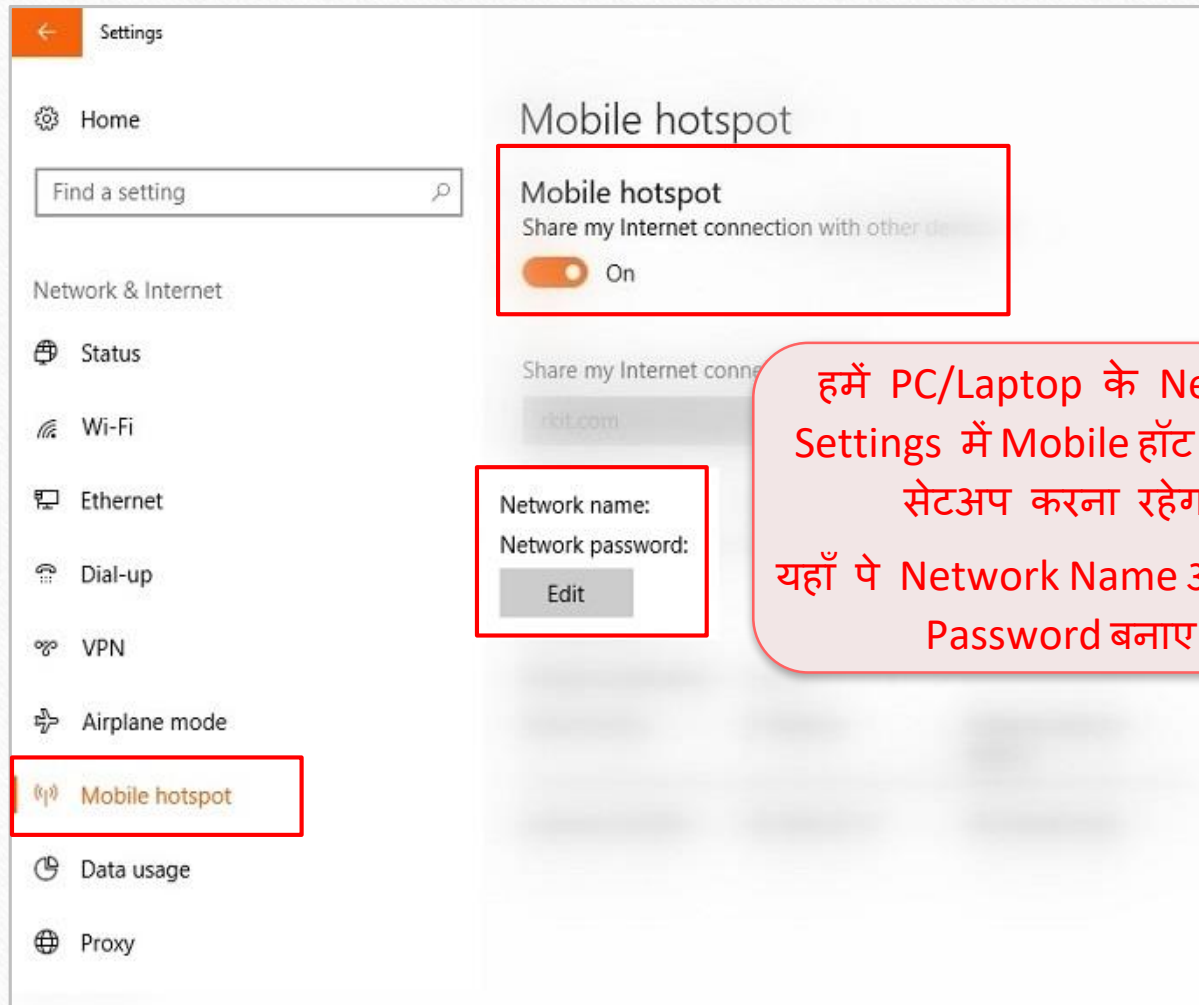 Settings
Home
Find a setting
Network & Internet
Status
Wi-Fi
Ethernet
Dial-up
VPN
Airplane mode
Mobile hotspot
Data usage
Proxy
Mobile hotspot
Mobile hotspot
Share my Internet connection with other
On
Share my Internet
rkit.com
Network name:
Network password:
Edit
हमें PC/Laptop के
Settings में Mobile हॉट
सेटअप करना
यहाँ पे Network Name
Password बनाए